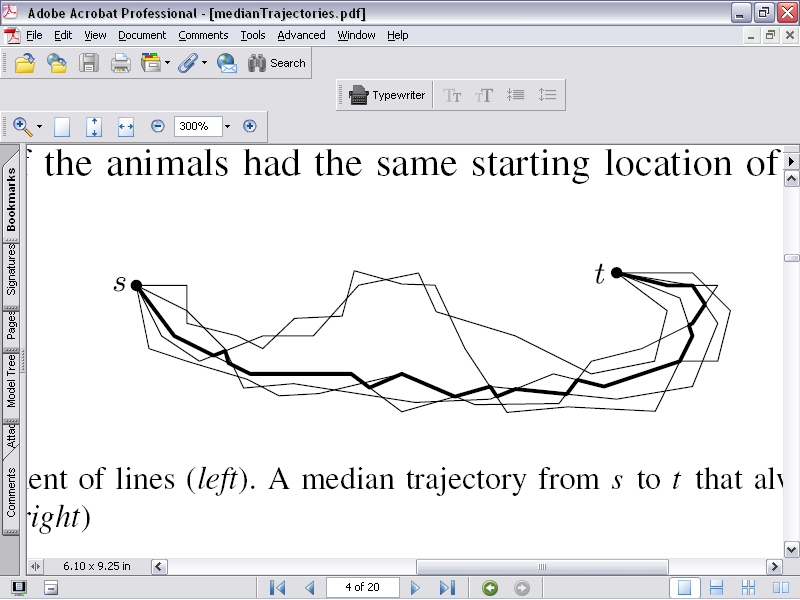 Adobe Acrobat Professional - [medianTrajectories.pdf]
File Edit View Document Comments Tools Advanced Window Help
Search
Typewriter
300%
Bookmarks
Signatures
Pages
Model Tree
Attac
Comments
f the animals had the same starting location of
s
t
ent of lines (left). A median trajectory from s to t that alw
right)
6.10 x 9.25 in
4 of 20